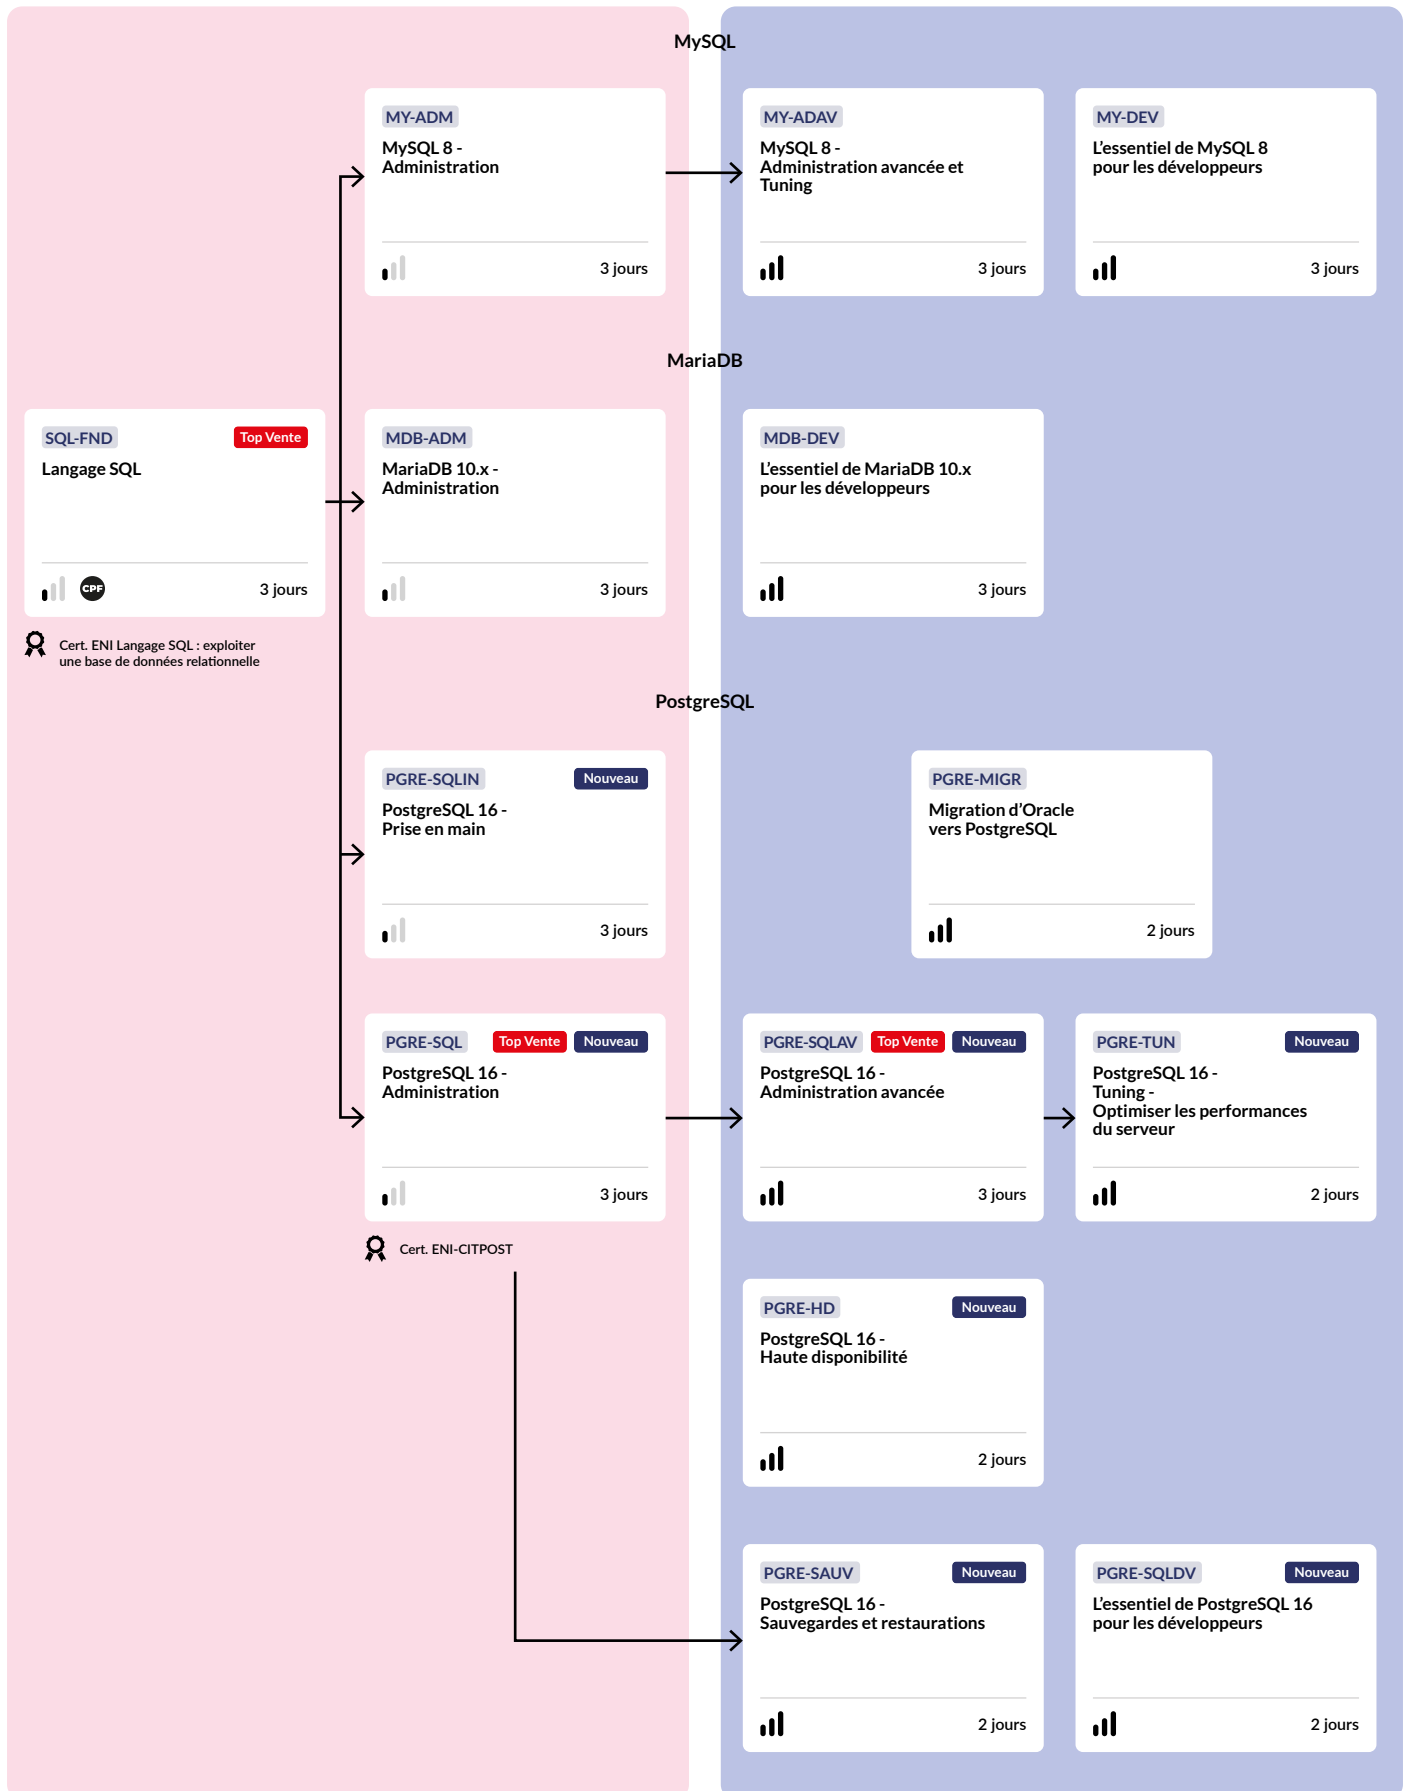 MySQL
MY-ADM
MySQL 8 -
Administration
3 jours
MY-ADAV
MySQL 8 -
Administration avancée et
Tuning
3 jours
MY-DEV
L’essentiel de MySQL 8
pour les développeurs
3 jours
MariaDB
SQL-FND
Top Vente
Langage SQL
CPF
3 jours
Cert. ENI Langage SQL : exploiter
une base de données relationnelle
MDB-ADM
MariaDB 10.x -
Administration
3 jours
MDB-DEV
L’essentiel de MariaDB 10.x
pour les développeurs
3 jours
PostgreSQL
PGRE-SQLIN
Nouveau
PostgreSQL 16 -
Prise en main
3 jours
PGRE-MIGR
Migration d’Oracle
vers PostgreSQL
2 jours
PGRE-SQL
Top Vente
Nouveau
PostgreSQL 16 -
Administration
3 jours
Cert. ENI-CITPOST
PGRE-SQLAV
Top Vente
Nouveau
PostgreSQL 16 -
Administration avancée
3 jours
PGRE-TUN
Nouveau
PostgreSQL 16 -
Tuning -
Optimiser les performances
du serveur
2 jours
PGRE-HD
Nouveau
PostgreSQL 16 -
Haute disponibilité
2 jours
PGRE-SAUV
Nouveau
PostgreSQL 16 -
Sauvegardes et restaurations
2 jours
PGRE-SQLDV
Nouveau
L’essentiel de PostgreSQL 16
pour les développeurs
2 jours